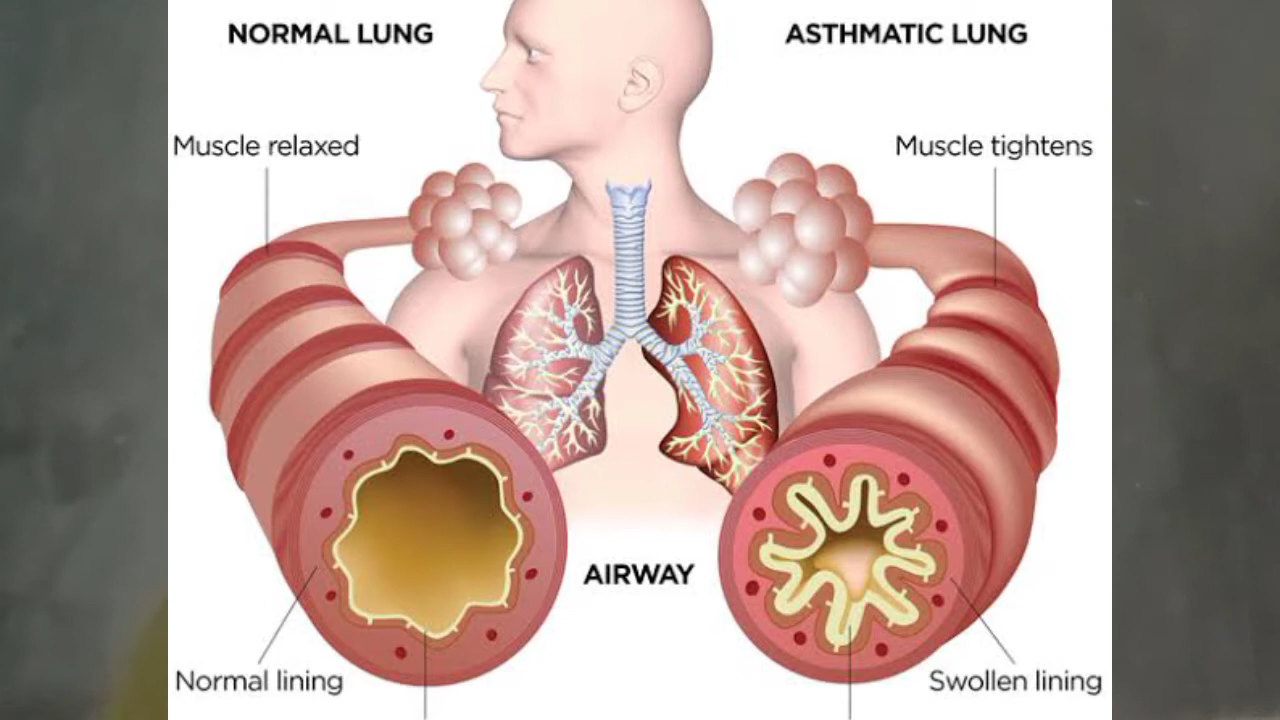 NORMAL LUNG
ASTHMATIC LUNG
Muscle relaxed
Muscle tightens
AIRWAY
Normal lining
Swollen lining